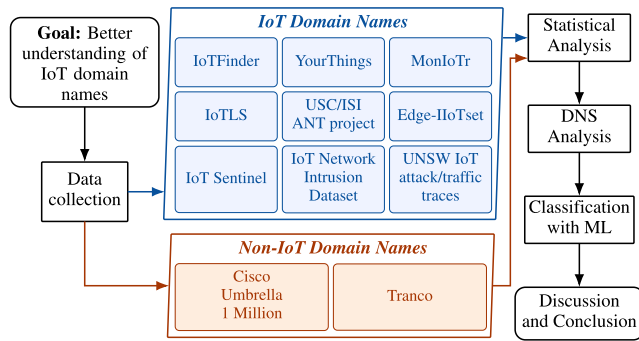 Goal: Better
understanding of
IoT domain
names
Data
collection
IoT Domain Names
IoTFinder
YourThings
MonIoTr
IoTLS
USC/ISI
ANT project
Edge-IIoTset
IoT Sentinel
IoT Network
Intrusion
Dataset
UNSW IoT
attack/traffic
traces
Non-IoT Domain Names
Cisco
Umbrella
1 Million
Tranco
Statistical
Analysis
DNS
Analysis
Classification
with ML
Discussion
and Conclusion